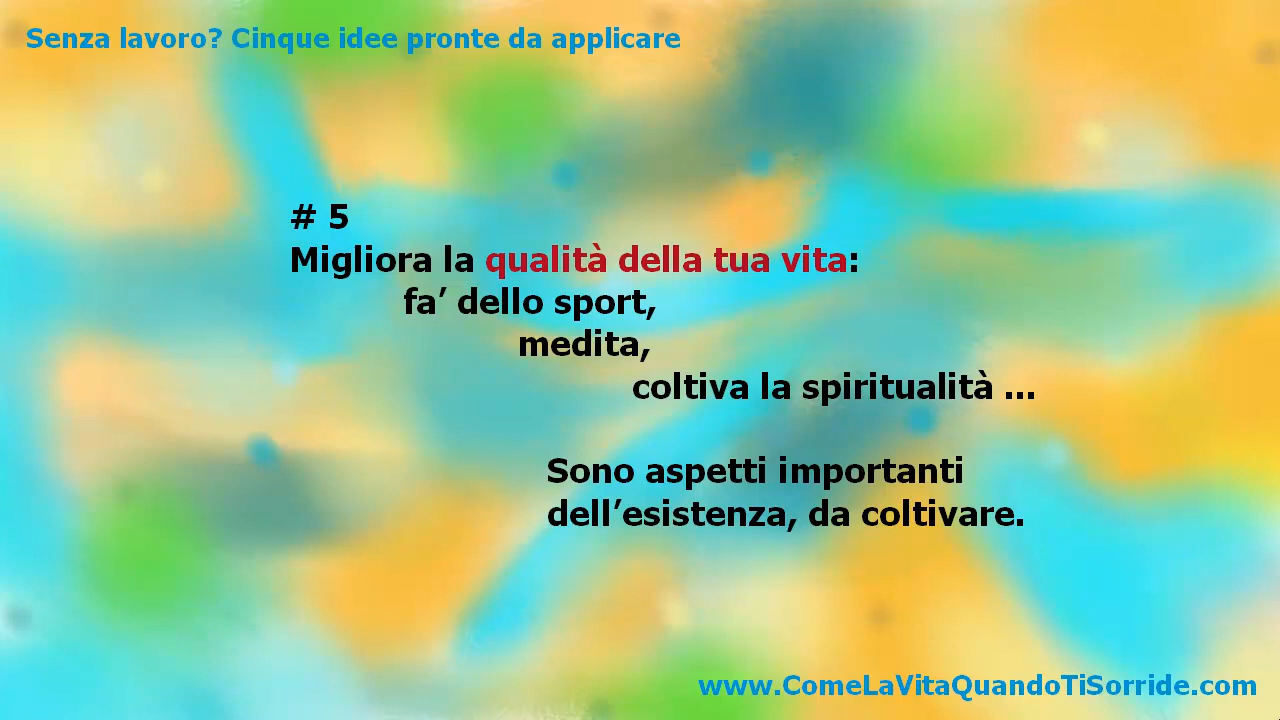 Senza lavoro? Cinque idee pronte da applicare
# 5
Migliora la qualità della tua vita:
fa’ dello sport,
medita,
coltiva la spiritualità ...
Sono aspetti importanti
dell’esistenza, da coltivare.
www.ComeLaVitaQuandoTiSorride.com